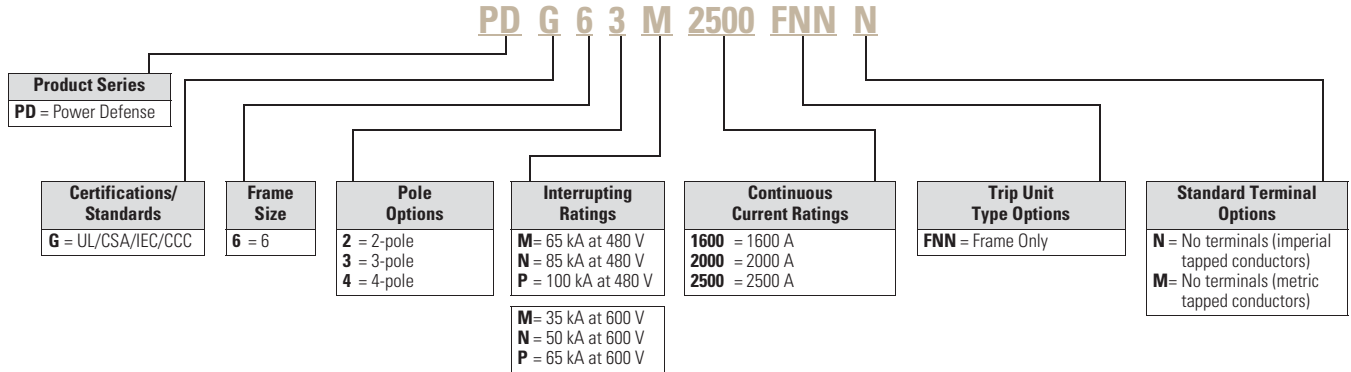 PD G 6 3 M 2500 FNN N
Product Series
PD = Power Defense
Certifications/
Standards
G = UL/CSA/IEC/CCC
Frame
Size
6 = 6
Pole
Options
2 = 2-pole
3 = 3-pole
4 = 4-pole
Interrupting
Ratings
M= 65 kA at 480 V
N = 85 kA at 480 V
P = 100 kA at 480 V
M= 35 kA at 600 V
N = 50 kA at 600 V
P = 65 kA at 600 V
Continuous
Current Ratings
1600 = 1600 A
2000 = 2000 A
2500 = 2500 A
Trip Unit
Type Options
FNN = Frame Only
Standard Terminal
Options
N = No terminals (imperial
tapped conductors)
M= No terminals (metric
tapped conductors)